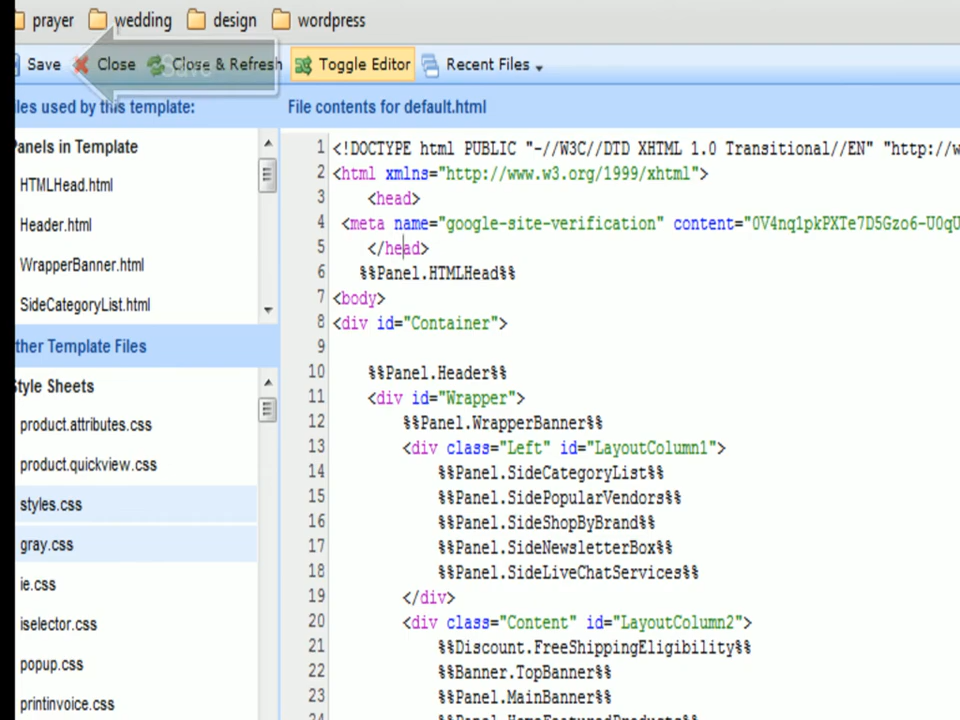 prayer wedding design wordpress
Save Close Close & Refresh Toggle Editor Recent Files
Save
les used by this template: File contents for default.html
anels in Template
HTMLHead.html
Header.html
WrapperBanner.html
SideCategoryList.html
ther Template Files
tyle Sheets
product.attributes.css
product.quickview.css
styles.css
gray.css
ie.css
iselector.css
popup.css
printinvoice.css
1 <!DOCTYPE html PUBLIC "-//W3C//DTD XHTML 1.0 Transitional//EN" "http://w
2 <html xmlns="http://www.w3.org/1999/xhtml">
3 <head>
4 <meta name="google-site-verification" content="0V4nq1pkPXTe7D5Gzo6-U0qU
5 </head>
6 %%Panel.HTMLHead%%
7 <body>
8 <div id="Container">
9
10 %%Panel.Header%%
11 <div id="Wrapper">
12 %%Panel.WrapperBanner%%
13 <div class="Left" id="LayoutColumn1">
14 %%Panel.SideCategoryList%%
15 %%Panel.SidePopularVendors%%
16 %%Panel.SideShopByBrand%%
17 %%Panel.SideNewsletterBox%%
18 %%Panel.SideLiveChatServices%%
19 </div>
20 <div class="Content" id="LayoutColumn2">
21 %%Discount.FreeShippingEligibility%%
22 %%Banner.TopBanner%%
23 %%Panel.MainBanner%%
24 %%Panel.HomeFeaturedProducts%%